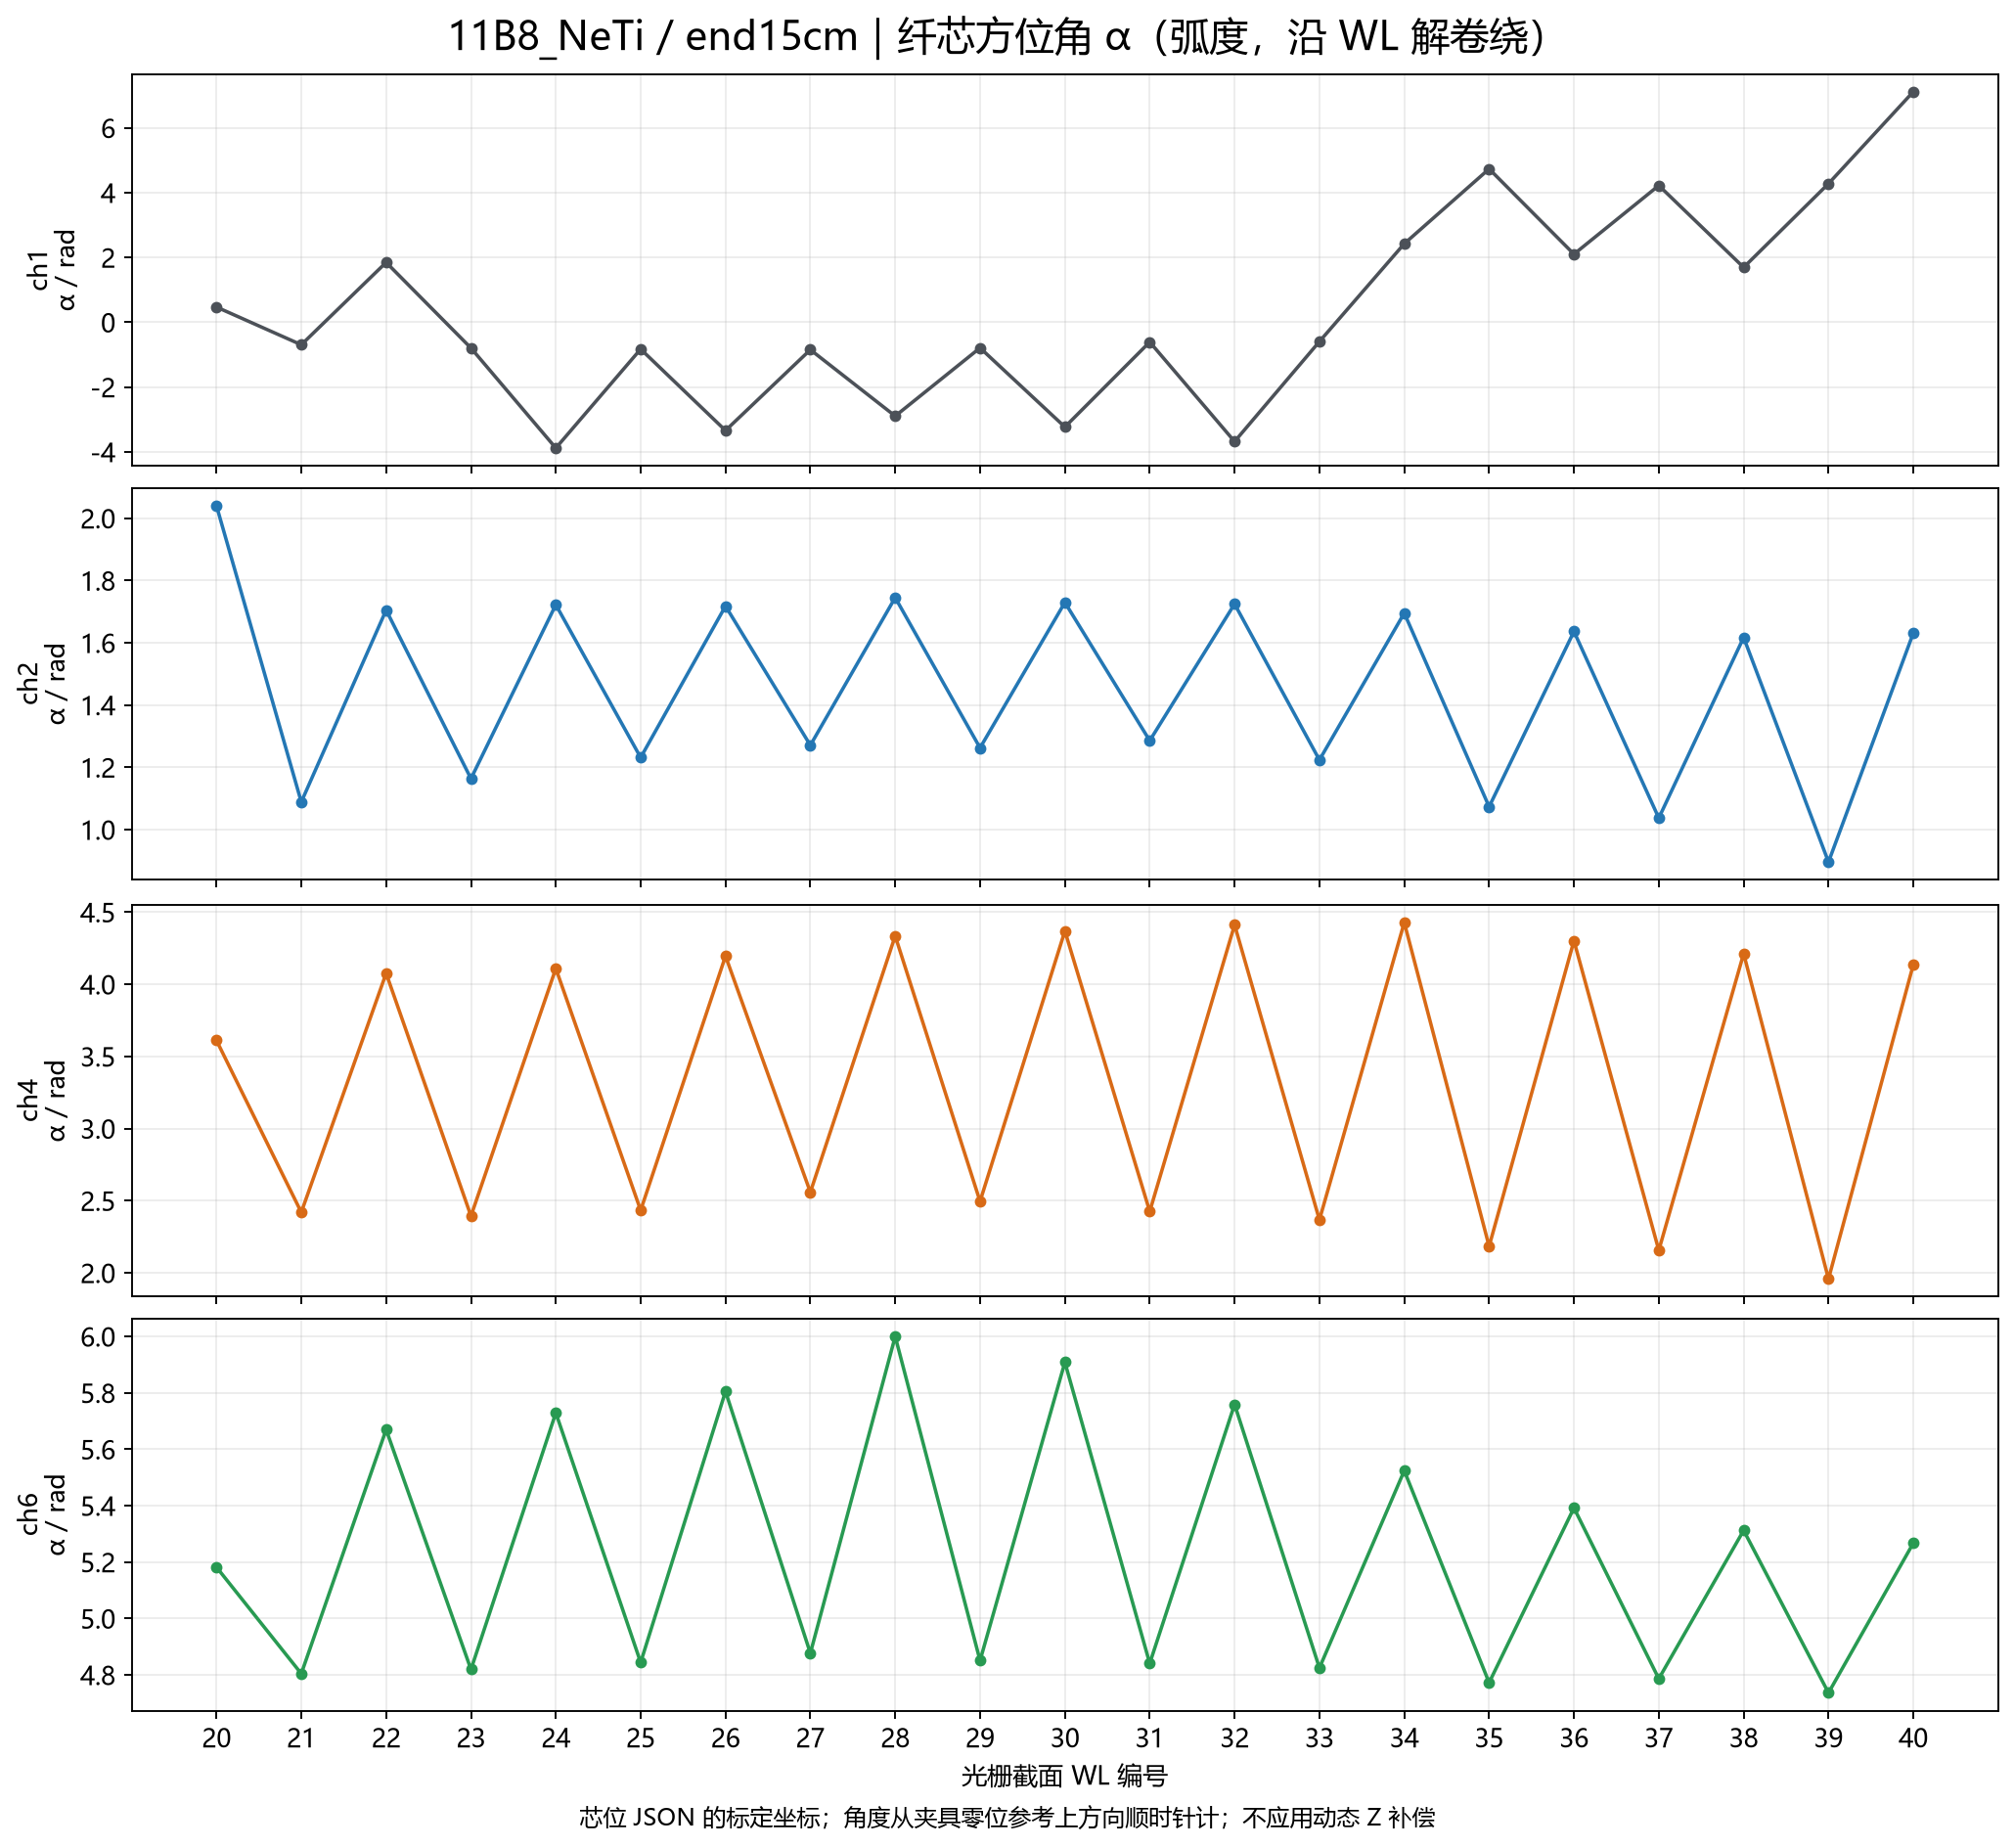 11B8_NeTi / end15cm | 纤芯方位角 α（弧度，沿 WL 解卷绕）
6
4
2
0
-2
-4
ch1
α / rad
2.0
1.8
1.6
1.4
1.2
1.0
ch2
α / rad
4.5
4.0
3.5
3.0
2.5
2.0
ch4
α / rad
6.0
5.8
5.6
5.4
5.2
5.0
4.8
ch6
α / rad
20 21 22 23 24 25 26 27 28 29 30 31 32 33 34 35 36 37 38 39 40
光栅截面 WL 编号
芯位 JSON 的标定坐标；角度从夹具零位参考上方向顺时针计；不应用动态 Z 补偿